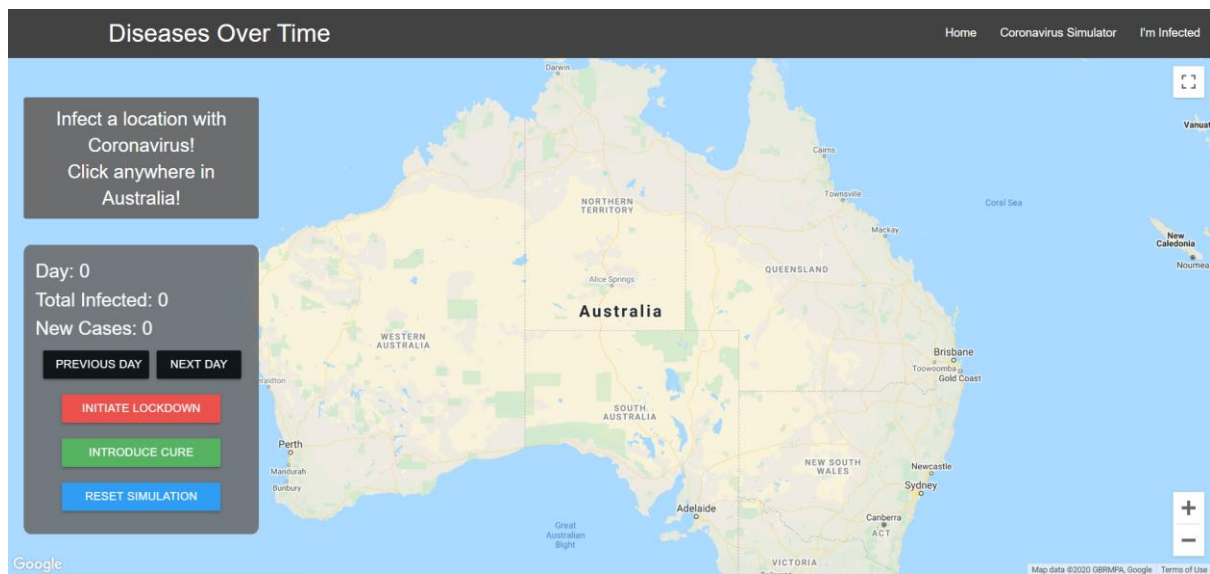 Diseases Over Time
Home
Coronavirus Simulator
I'm Infected
Infect a location with
Coronavirus!
Click anywhere in
Australia!
Day: 0
Total Infected: 0
New Cases: 0
PREVIOUS DAY
NEXT DAY
INITIATE LOCKDOWN
INTRODUCE CURE
RESET SIMULATION
Darwin
Cairns
Vanuat
Townsville
NORTHERN
TERRITORY
Coral Sea
Mackay
New
Caledonia
Noumea
QUEENSLAND
Alice Springs
Australia
WESTERN
AUSTRALIA
Brisbane
Toowoomba
Gold Coast
eraldton
SOUTH
AUSTRALIA
Perth
Mandurah
Bunbury
NEW SOUTH
WALES
Newcastle
Sydney
Adelaide
Canberra
ACT
Great
Australian
Bight
VICTORIA
Google
Map data ©2020 GBRMPA, Google
Terms of Use